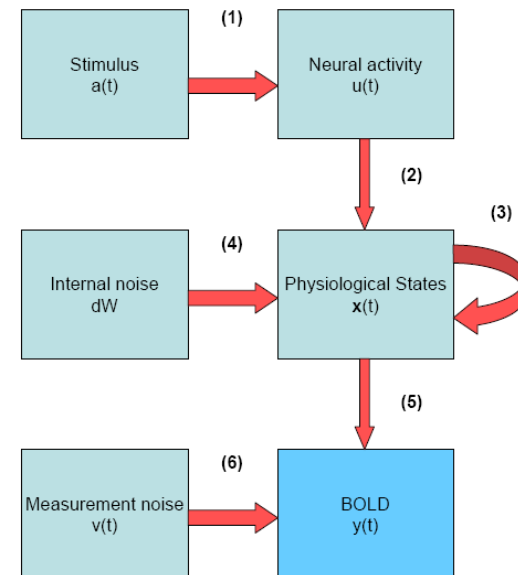 (1)
Stimulus
a(t)
Neural activity
u(t)
(2)
(3)
(4)
Internal noise
dW
Physiological States
x(t)
(5)
(6)
Measurement noise
v(t)
BOLD
y(t)